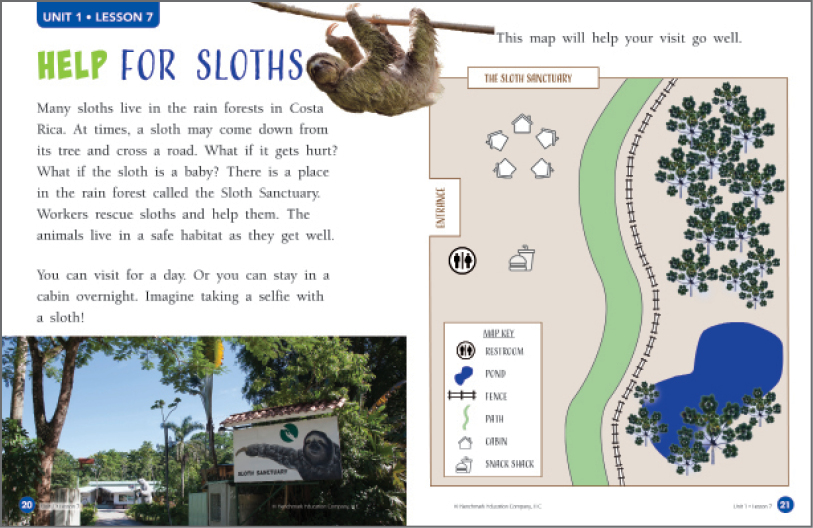 UNIT 1 • LESSON 7
HELP FOR SLOTHS
Many sloths live in the rain forests in Costa
Rica. At times, a sloth may come down from
its tree and cross a road. What if it gets hurt?
What if the sloth is a baby? There is a place
in the rain forest called the Sloth Sanctuary.
Workers rescue sloths and help them. The
animals live in a safe habitat as they get well.
You can visit for a day. Or you can stay in a
cabin overnight. Imagine taking a selfie with
a sloth!
SLOTH SANCTUARY
20
Unit 1 • Lesson 7
© Benchmark Education Company, LLC
This map will help your visit go well.
THE SLOTH SANCTUARY
ENTRANCE
MAP KEY
RESTROOM
POND
FENCE
PATH
CABIN
SNACK SHACK
© Benchmark Education Company, LLC
Unit 1 • Lesson 7
21